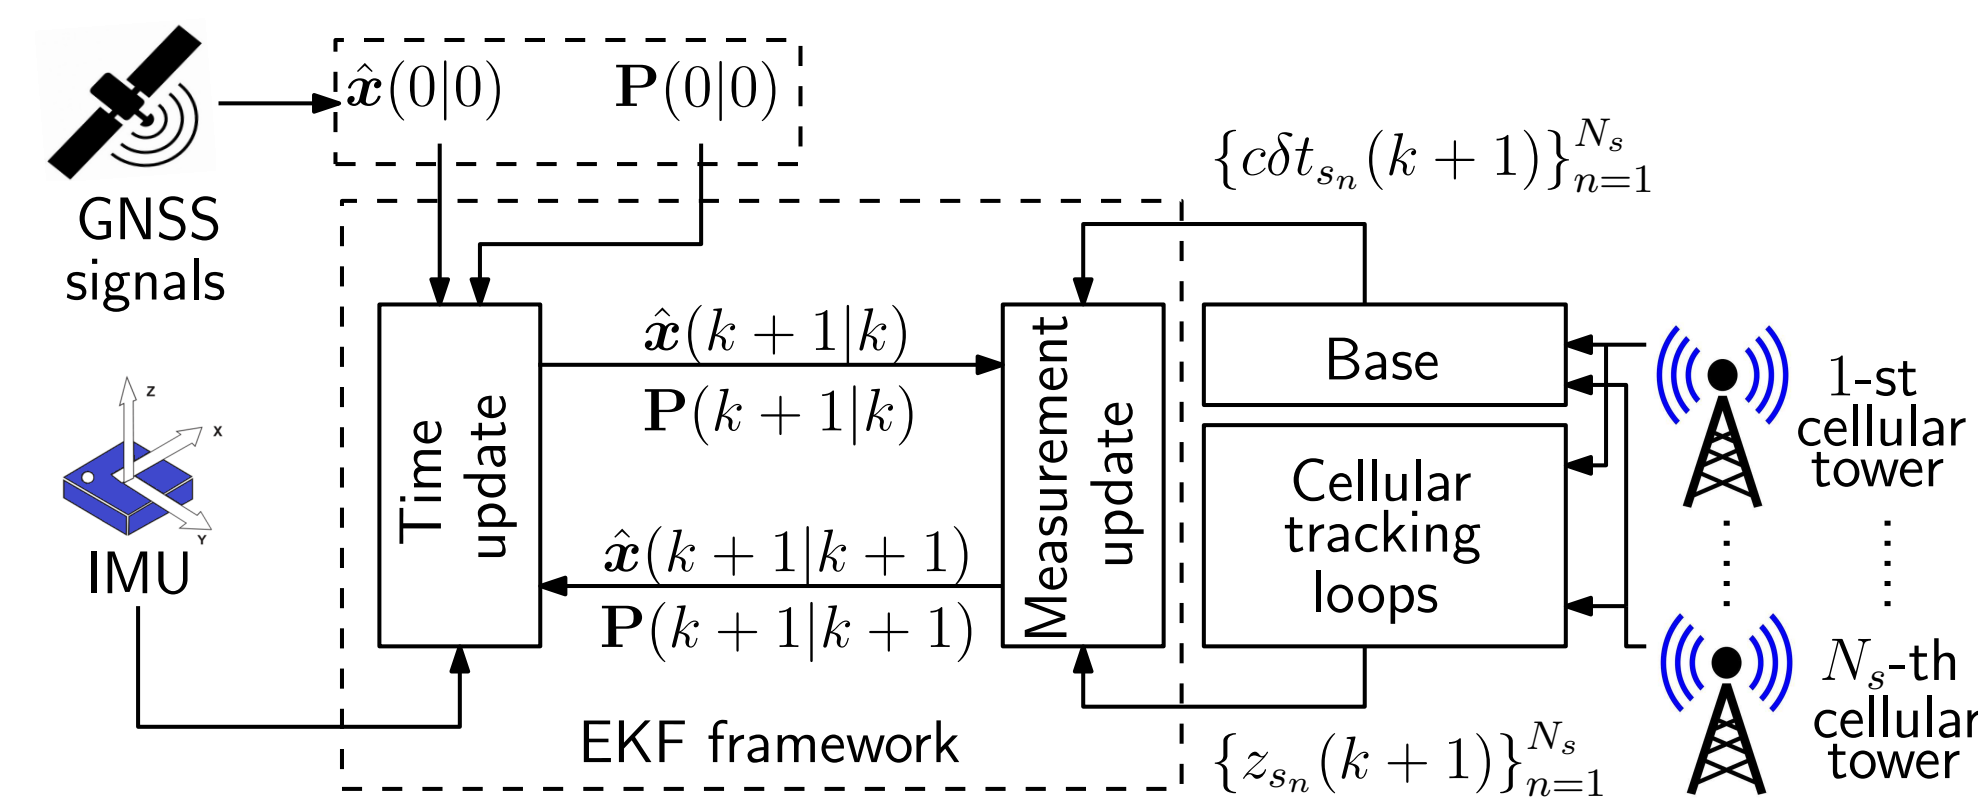 x̂(0|0) P(0|0)
GNSS
signals
{cδt_{s_n}(k + 1)}_{n=1}^{N_s}
x̂(k + 1|k)
P(k + 1|k)
Time
update
Measurement
update
x̂(k + 1|k + 1)
P(k + 1|k + 1)
EKF framework
Z
X
Y
IMU
Base
Cellular
tracking
loops
{z_{s_n}(k + 1)}_{n=1}^{N_s}
1-st
cellular
tower
N_s-th
cellular
tower